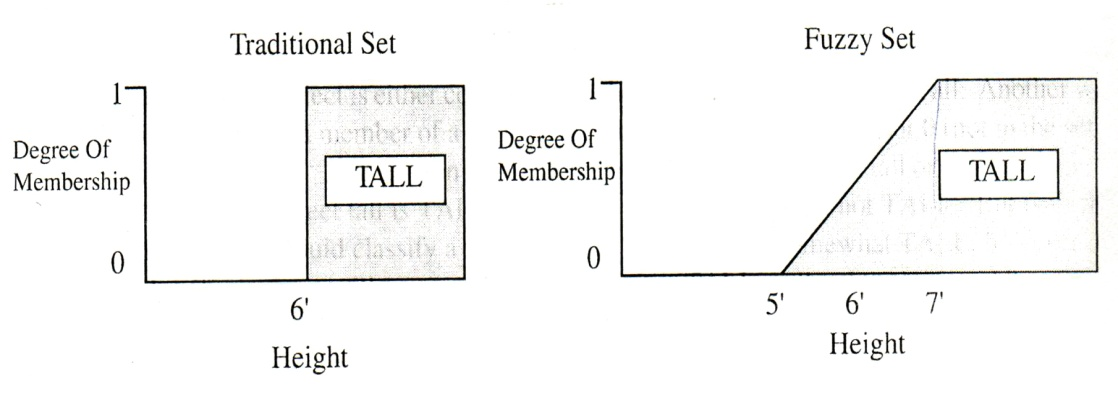 Traditional Set
1
Degree Of
Membership
TALL
0
6'
Height
Fuzzy Set
1
Degree Of
Membership
TALL
0
5' 6' 7'
Height